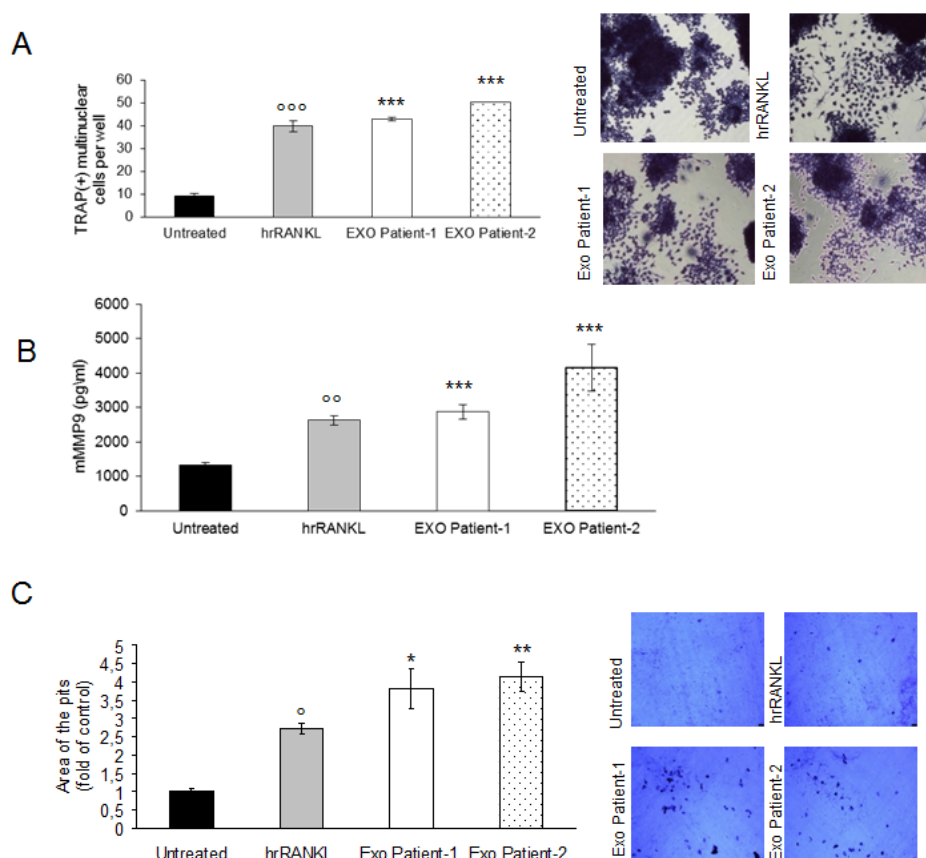 A
TRAP(+) multinuclear
cells per well
60
50
40
30
20
10
0
°°°
***
***
Untreated
hrRANKL
EXO Patient-1
EXO Patient-2
Untreated
hrRANKL
Exo Patient-1
Exo Patient-2
B
mMMP9 (pg\ml)
6000
5000
4000
3000
2000
1000
0
°°
***
***
Untreated
hrRANKL
EXO Patient-1
EXO Patient-2
C
Area of the pits
(fold of control)
5
4,5
4
3,5
3
2,5
2
1,5
1
0,5
0
°
*
**
Untreated
hrRANKL
Exo Patient-1
Exo Patient-2
Untreated
hrRANKL
Exo Patient-1
Exo Patient-2